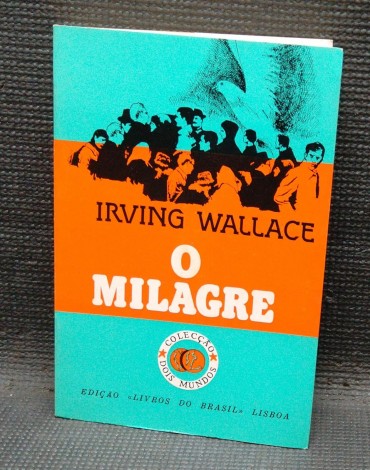 IRVING WALLACE
O
MILAGRE
COLECÇÃO
DOIS MUNDOS
EDIÇÃO «LIVROS DO BRASIL» LISBOA